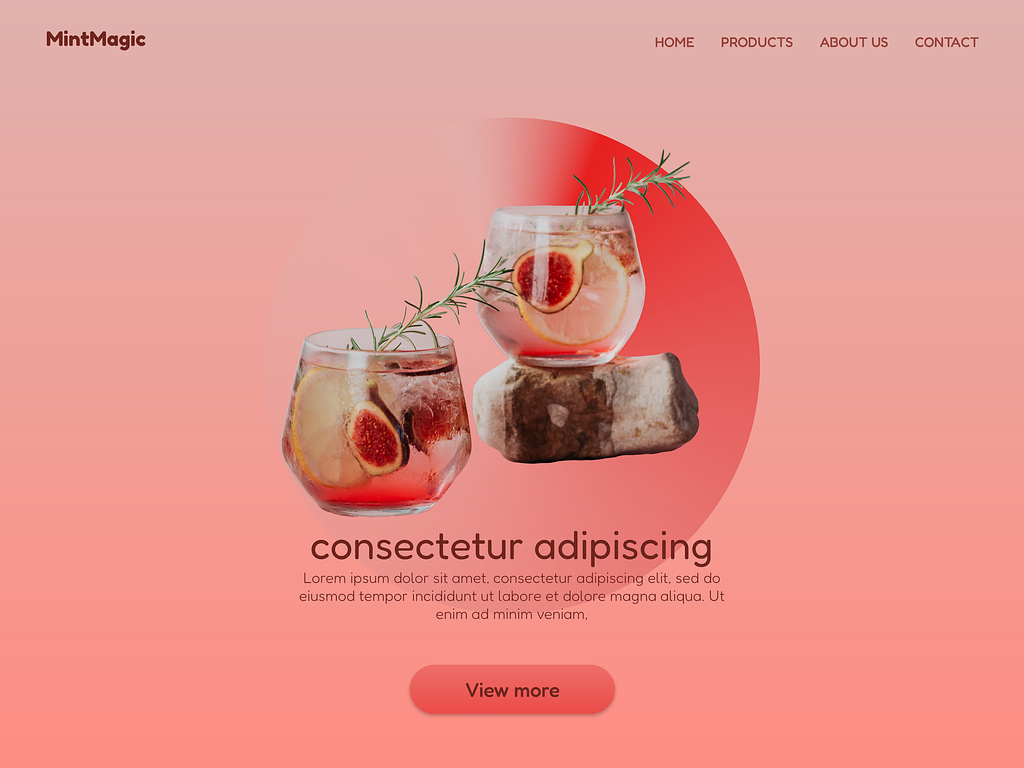 MintMagic
HOME PRODUCTS ABOUT US CONTACT
consectetur adipiscing
Lorem ipsum dolor sit amet, consectetur adipiscing elit, sed do
eiusmod tempor incididunt ut labore et dolore magna aliqua. Ut
enim ad minim veniam,
View more